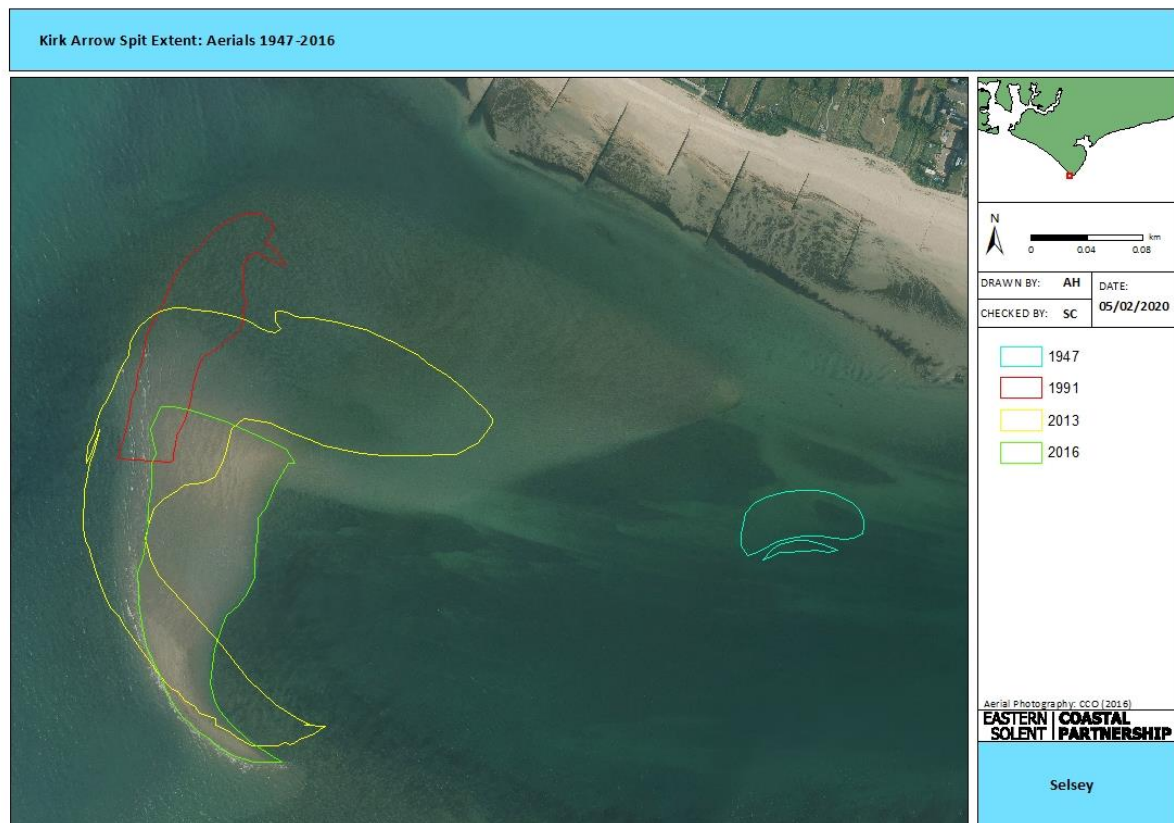 Kirk Arrow Spit Extent: Aerials 1947-2016
N
km
0 0.04 0.08
DRAWN BY: AH
DATE:
05/02/2020
CHECKED BY: SC
1947
1991
2013
2016
Aerial Photography: CCO (2016)
EASTERN SOLENT
COASTAL PARTNERSHIP
Selsey